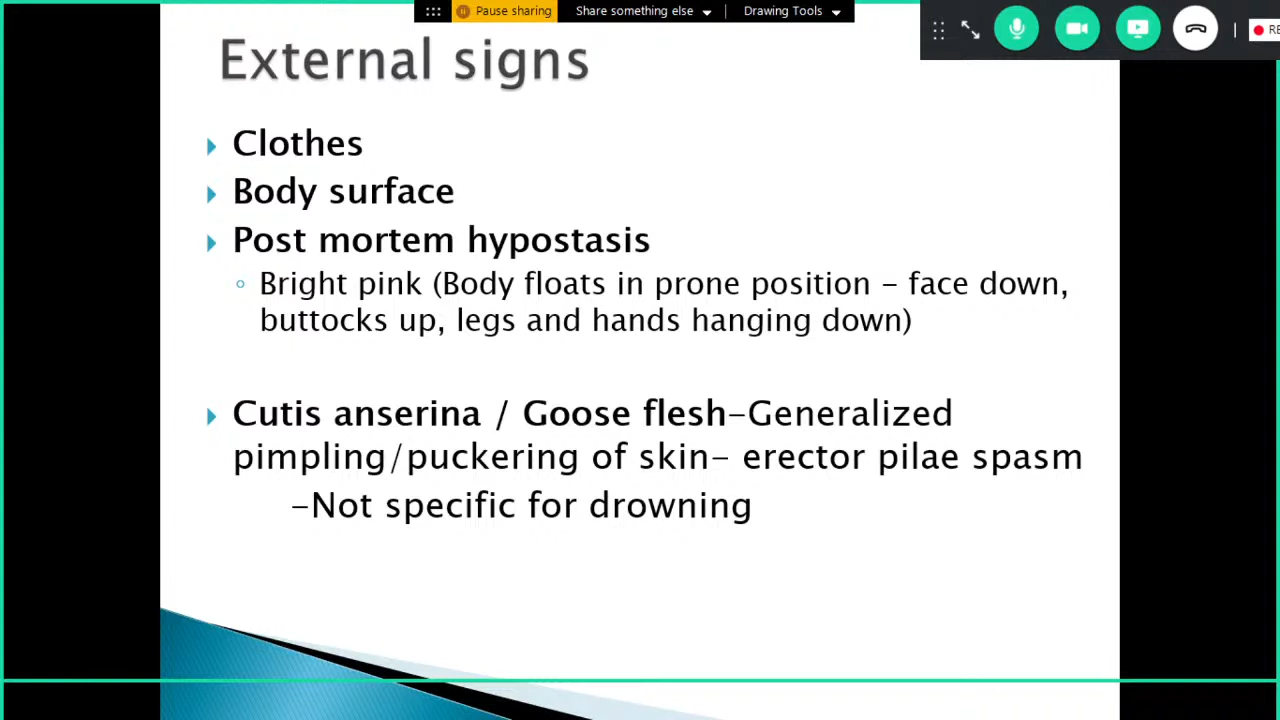 Pause sharing Share something else Drawing Tools
External signs
Clothes
Body surface
Post mortem hypostasis
Bright pink (Body floats in prone position – face down,
buttocks up, legs and hands hanging down)
Cutis anserina / Goose flesh–Generalized
pimpling/puckering of skin– erector pilae spasm
–Not specific for drowning